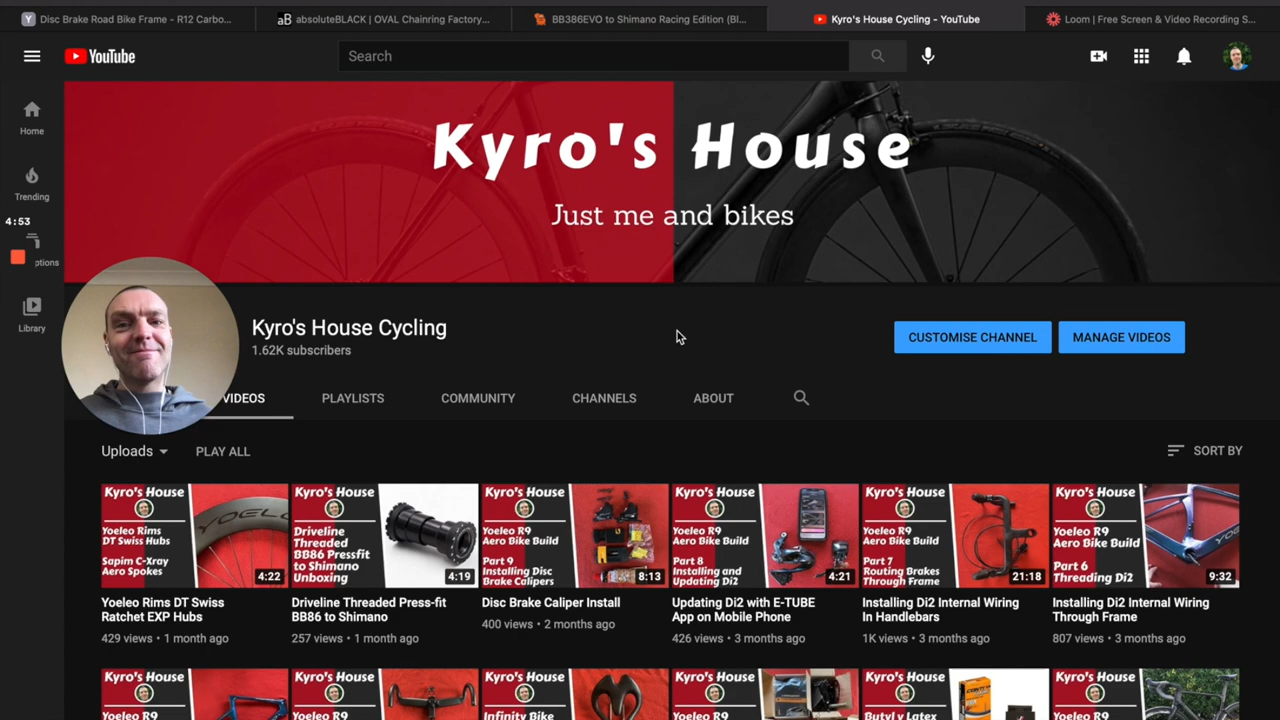 Disc Brake Road Bike Frame - R12 Carbo...
absoluteBLACK | OVAL Chainring Factory...
BB386EVO to Shimano Racing Edition (Bl...
Kyro's House Cycling - YouTube
Loom | Free Screen & Video Recording S...
YouTube
Search
Home
Trending
4:53
ptions
Library
Kyro's House
Just me and bikes
Kyro's House Cycling
1.62K subscribers
CUSTOMISE CHANNEL
MANAGE VIDEOS
VIDEOS
PLAYLISTS
COMMUNITY
CHANNELS
ABOUT
Uploads
PLAY ALL
SORT BY
Kyro's House
Yoeleo Rims
DT Swiss Hubs
Sapim C-Xray
Aero Spokes
4:22
Yoeleo Rims DT Swiss
Ratchet EXP Hubs
429 views • 1 month ago
Kyro's House
Driveline
Threaded
BB86 Pressfit
to Shimano
Unboxing
4:19
Driveline Threaded Press-fit
BB86 to Shimano
257 views • 1 month ago
Kyro's House
Yoeleo R9
Aero Bike Build
Part 9
Installing Disc
Brake Calipers
8:13
Disc Brake Caliper Install
400 views • 2 months ago
Kyro's House
Yoeleo R9
Aero Bike Build
Part 8
Installing and
Updating Di2
4:21
Updating Di2 with E-TUBE
App on Mobile Phone
426 views • 3 months ago
Kyro's House
Yoeleo R9
Aero Bike Build
Part 7
Routing Brakes
Through Frame
21:18
Installing Di2 Internal Wiring
In Handlebars
1K views • 3 months ago
Kyro's House
Yoeleo R9
Aero Bike Build
Part 6
Threading Di2
9:32
Installing Di2 Internal Wiring
Through Frame
807 views • 3 months ago
Kyro's House
Yoeleo R9
Kyro's House
Yoeleo R9
Kyro's House
Infinity Bike
Kyro's House
Yoeleo R9
Kyro's House
Butyl v Latex
Kyro's House
Yoeleo R9